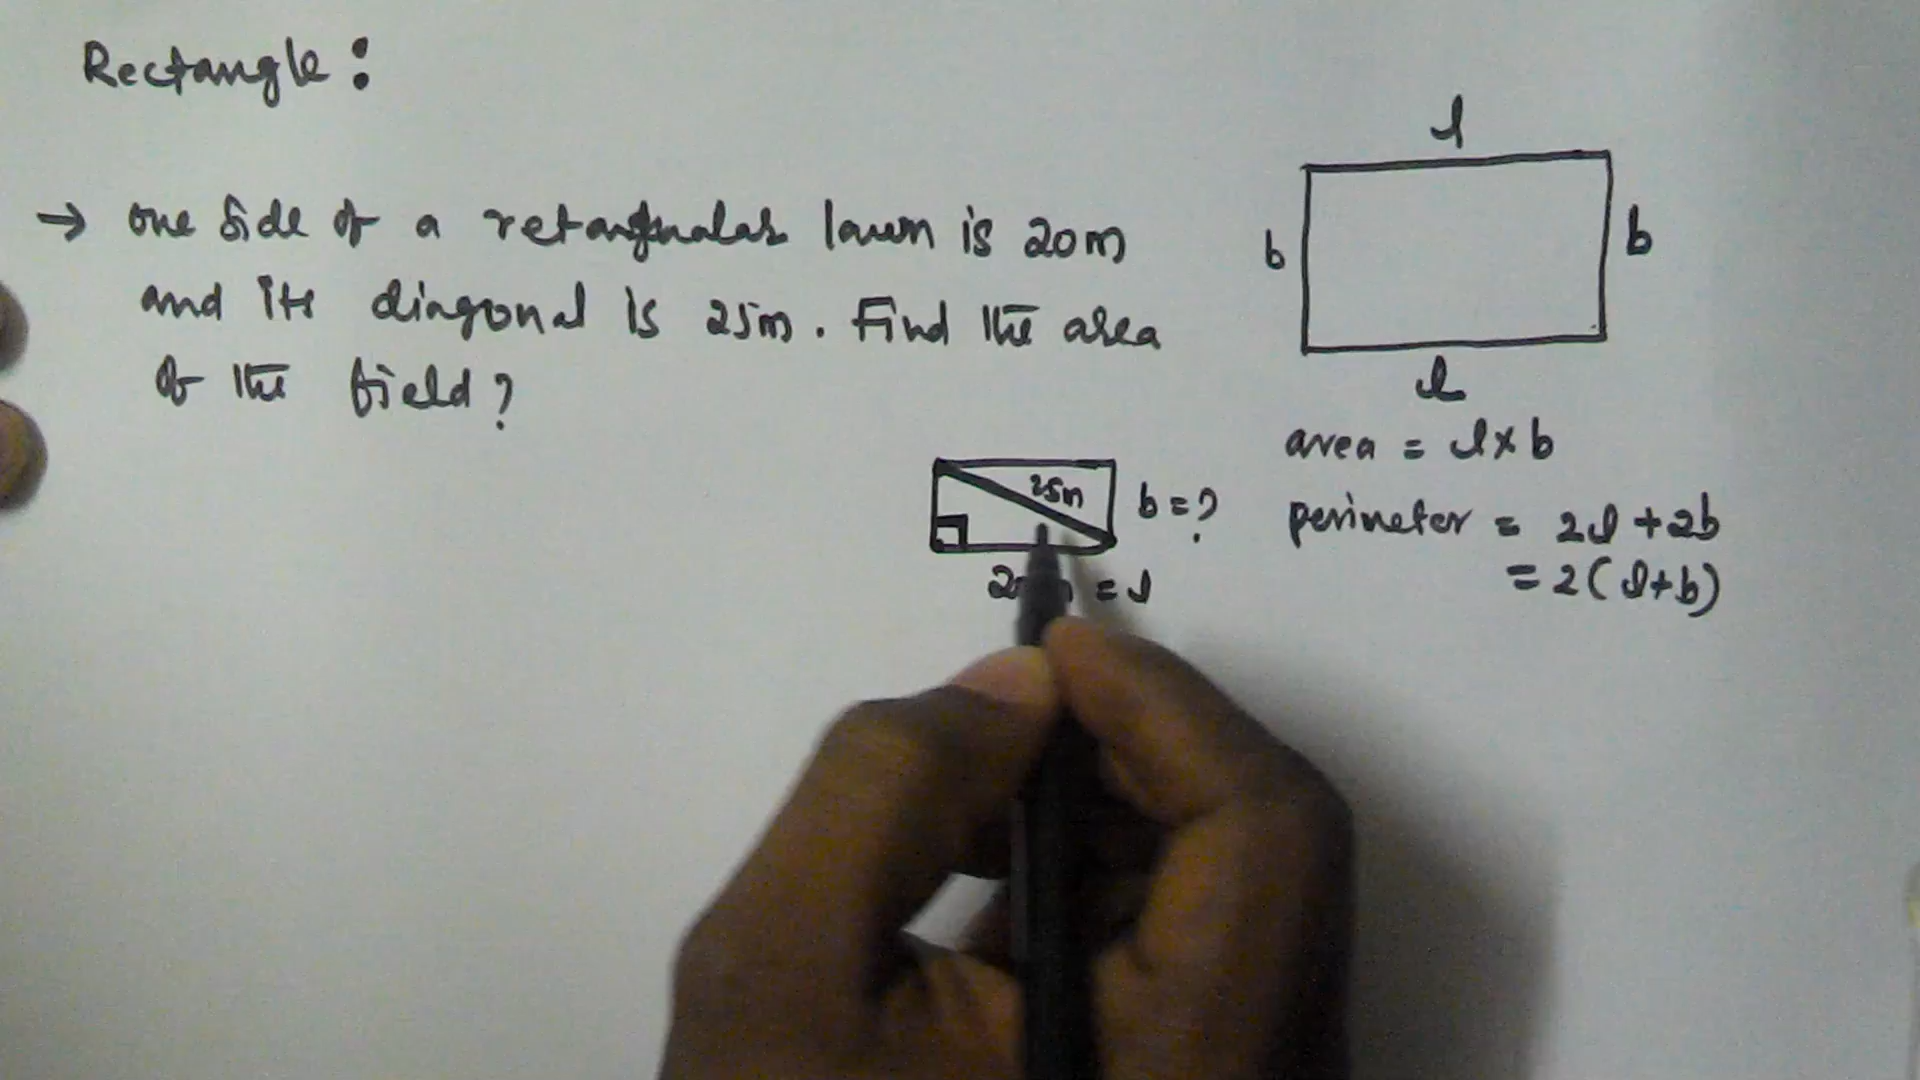 Rectangle :
→ one side of a retangualar lawn is 20m
and its diagonal is 25m. Find the area
of the field?
l
b
b
l
area = l×b
perimeter = 2l+2b
= 2(l+b)
25m
b=?
= l